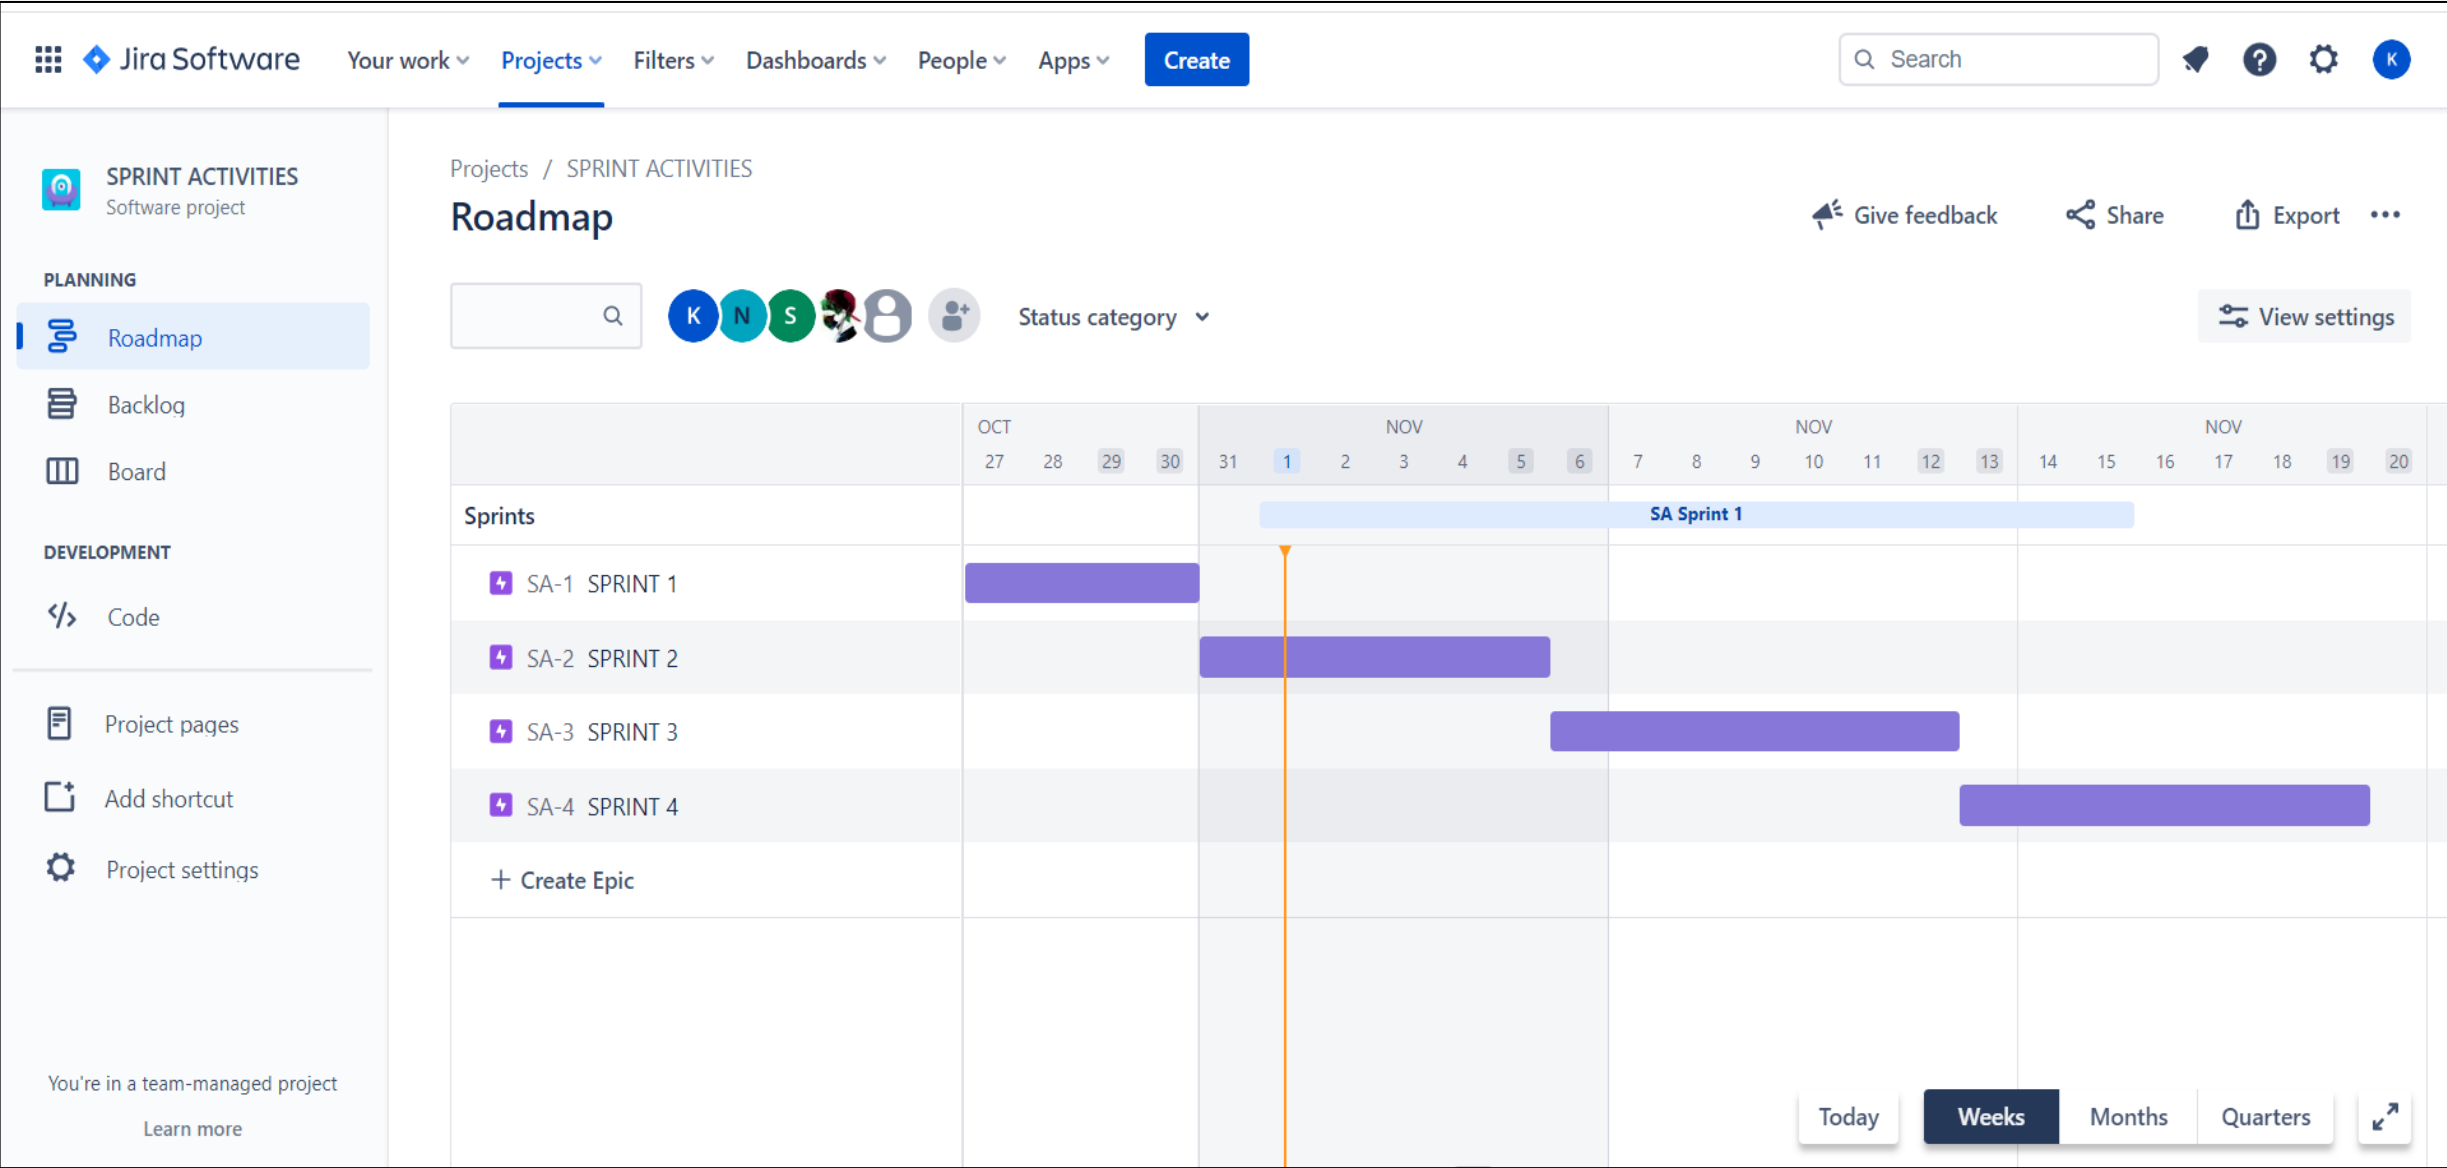 Jira Software Your work Projects Filters Dashboards People Apps Create Search ? K
SPRINT ACTIVITIES
Software project
PLANNING
Roadmap
Backlog
Board
DEVELOPMENT
Code
Project pages
Add shortcut
Project settings
You're in a team-managed project
Learn more
Projects / SPRINT ACTIVITIES
Roadmap
Give feedback Share Export
K N S Status category View settings
OCT NOV NOV NOV
27 28 29 30 31 1 2 3 4 5 6 7 8 9 10 11 12 13 14 15 16 17 18 19 20
Sprints SA Sprint 1
SA-1 SPRINT 1
SA-2 SPRINT 2
SA-3 SPRINT 3
SA-4 SPRINT 4
+ Create Epic
Today Weeks Months Quarters